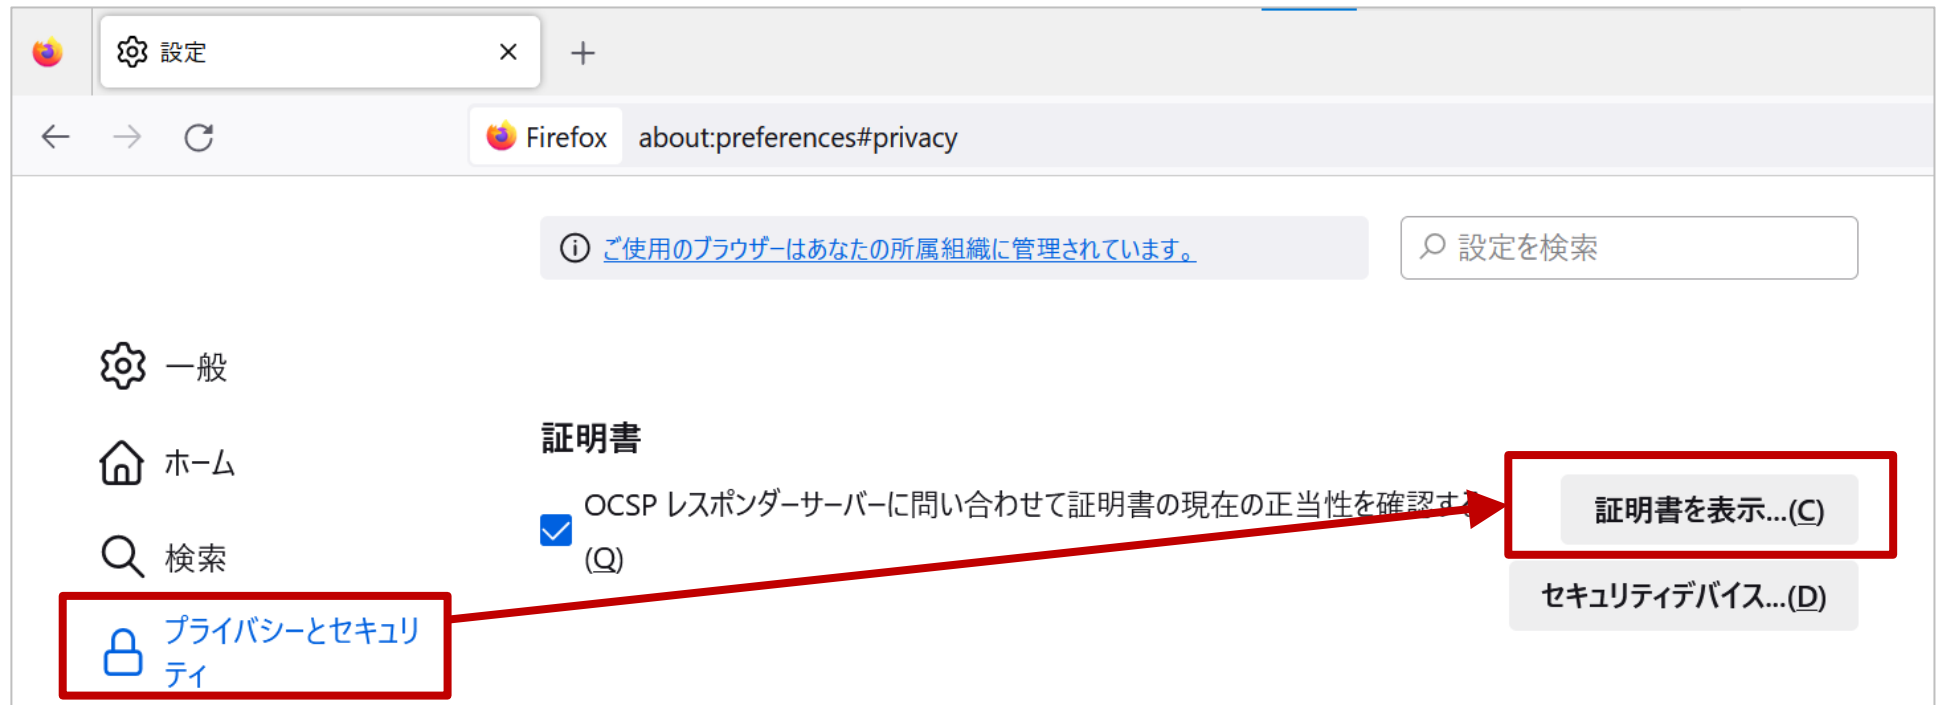 設定
Firefox about:preferences#privacy
ご使用のブラウザーはあなたの所属組織に管理されています。
設定を検索
一般
ホーム
検索
プライバシーとセキュリ
ティ
証明書
OCSP レスポンダーサーバーに問い合わせて証明書の現在の正当性を確認する
(Q)
証明書を表示...(C)
セキュリティデバイス...(D)